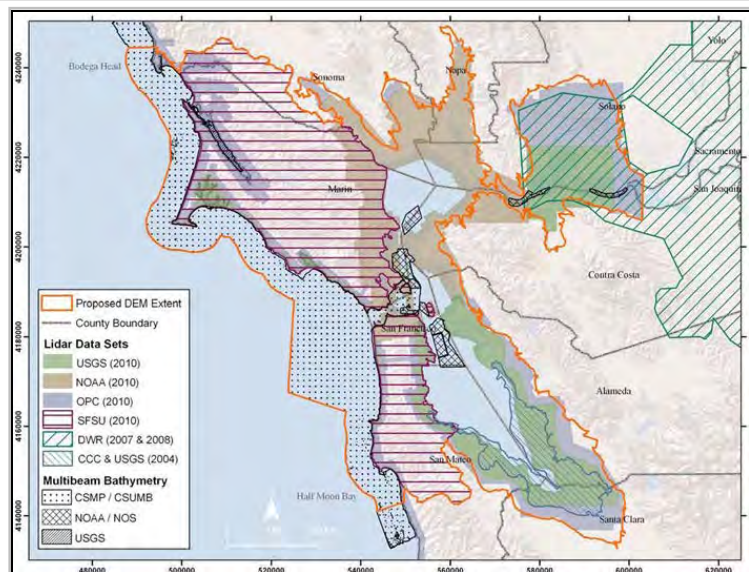 Bodega Head
Sonoma
Napa
Yolo
Solano
Sacramento
San Joaquin
Marin
Contra Costa
San Francisco
Alameda
San Mateo
Half Moon Bay
Santa Clara
Proposed DEM Extent
County Boundary
Lidar Data Sets
USGS (2010)
NOAA (2010)
OPC (2010)
SFSU (2010)
DWR (2007 & 2008)
CCC & USGS (2004)
Multibeam Bathymetry
CSMP / CSUMB
NOAA / NOS
USGS
4240000
4220000
4200000
4180000
4160000
4140000
480000
500000
520000
540000
560000
580000
600000
620000